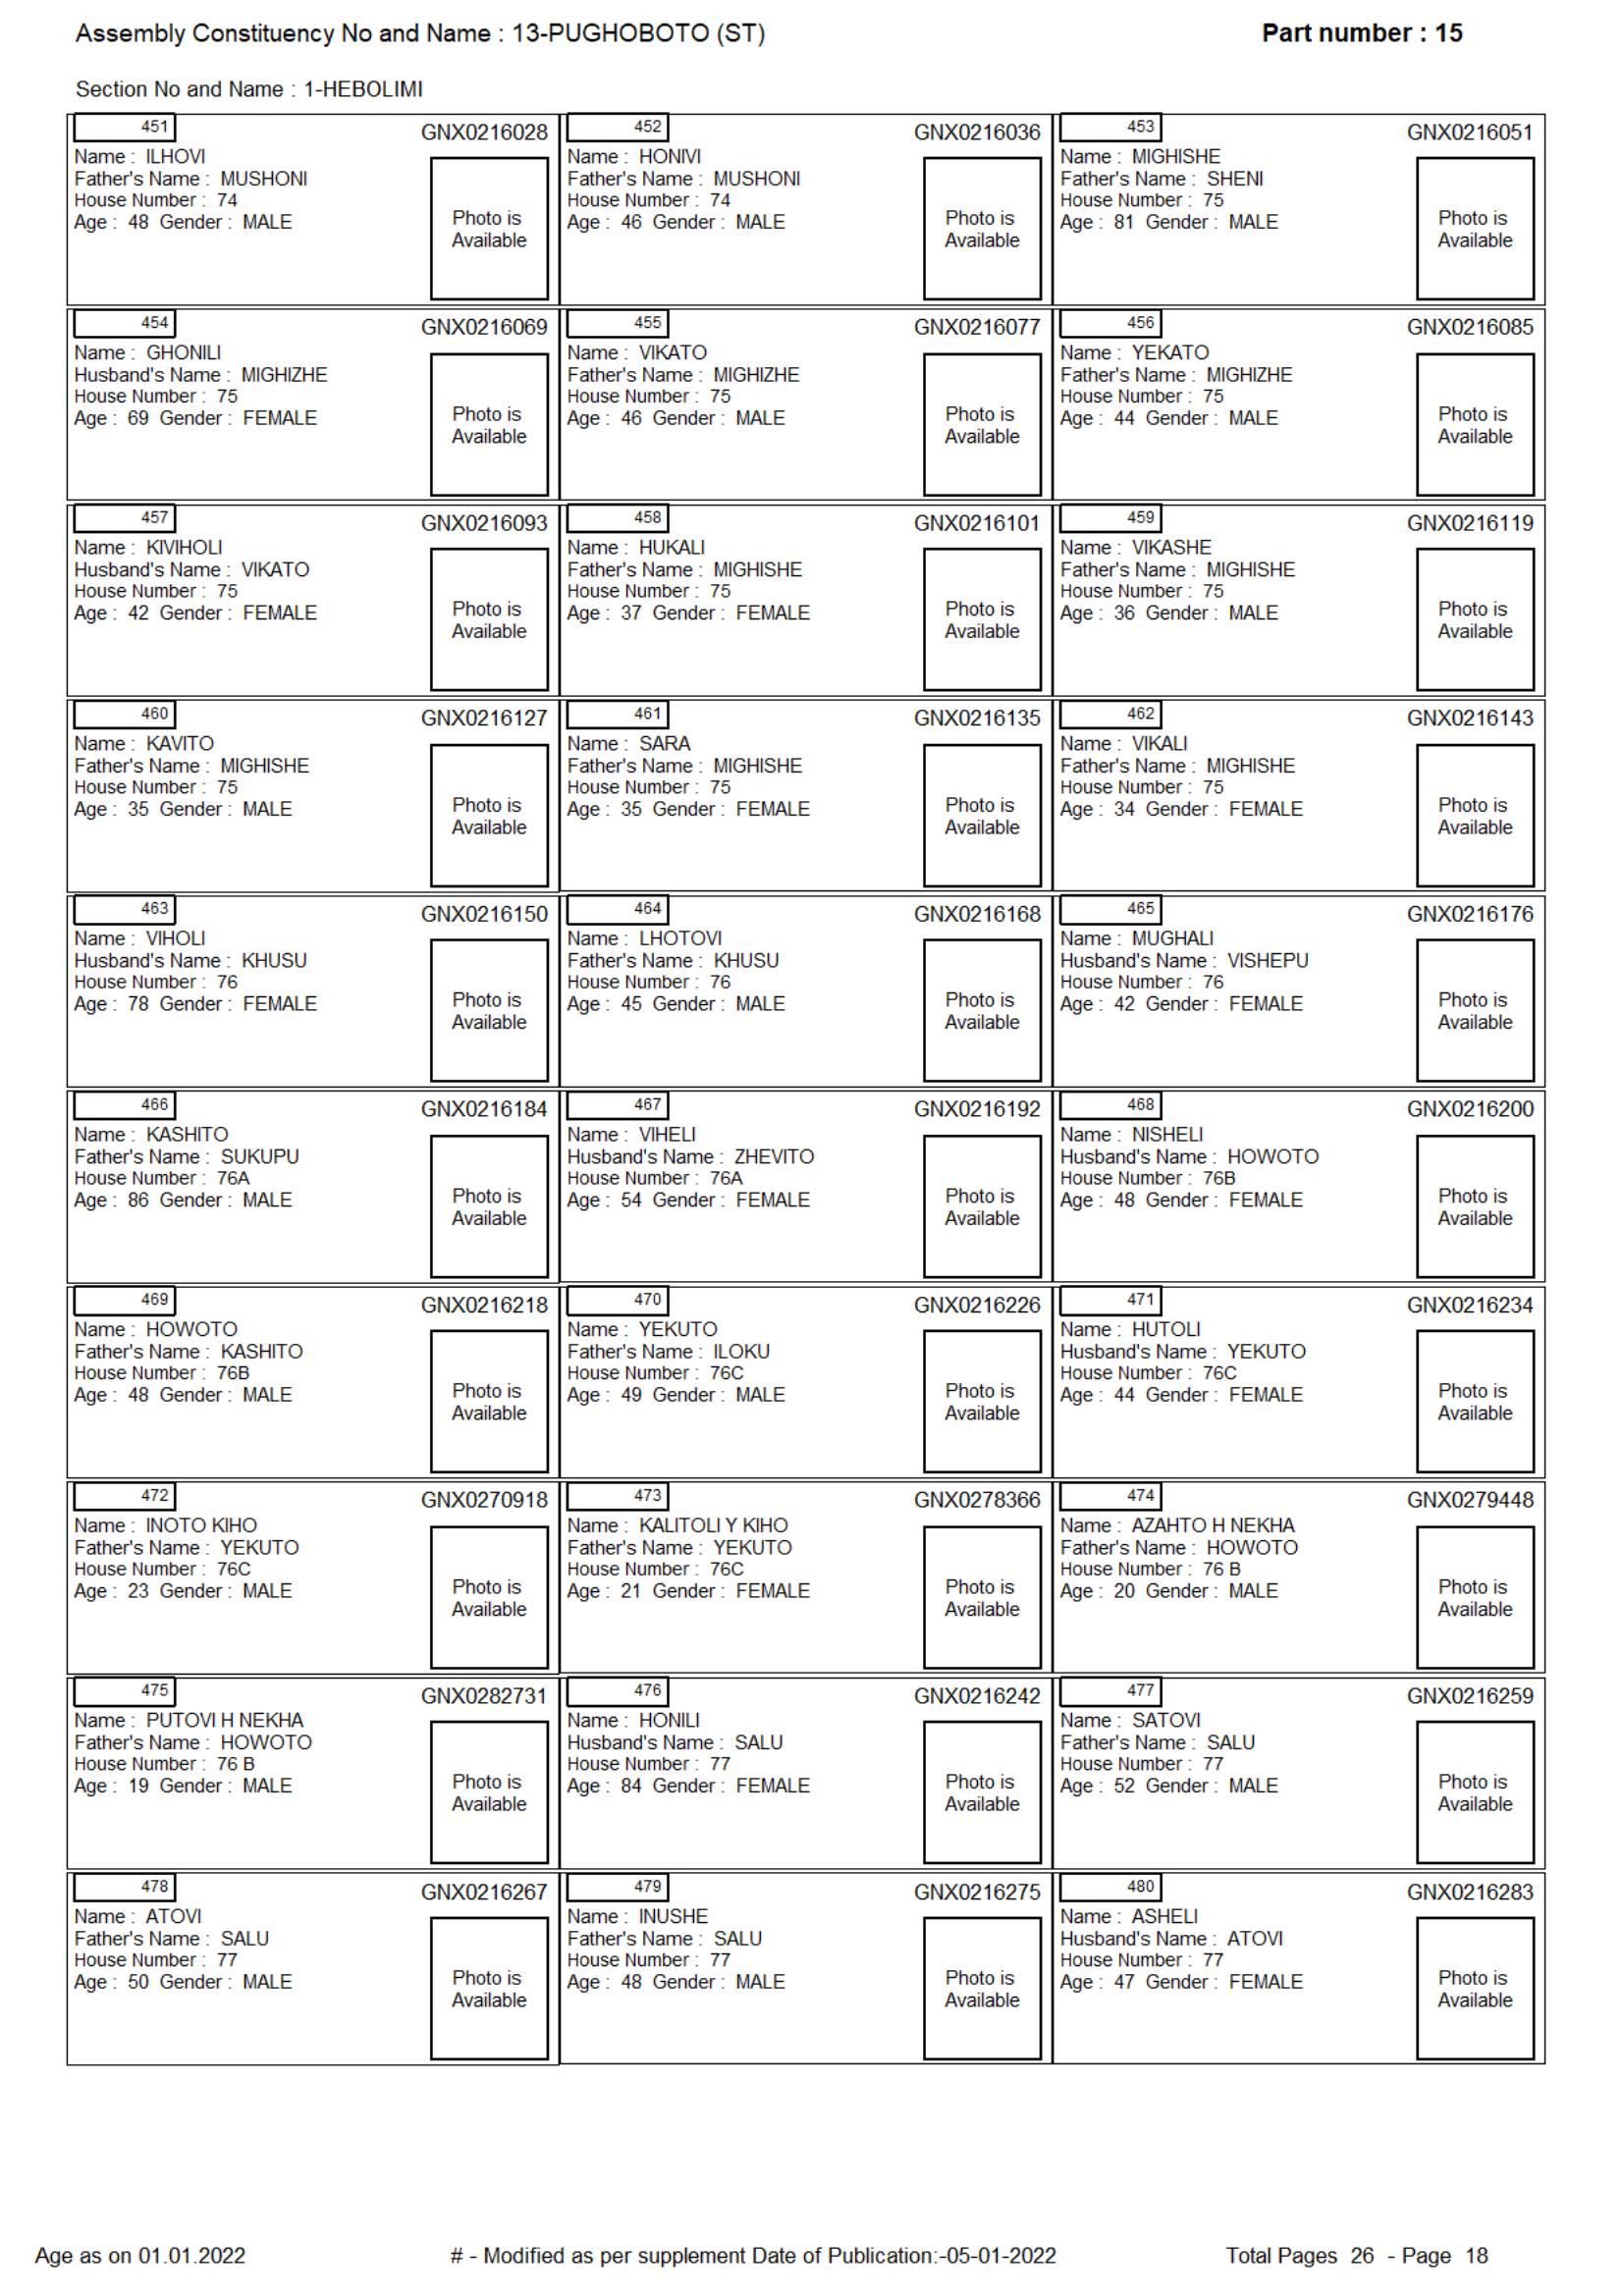 Assembly Constituency No and Name : 13-PUGHOBOTO (ST)
Part number : 15
Section No and Name : 1-HEBOLIMI
451
GNX0216028
Name : ILHOVI
Father's Name : MUSHONI
House Number : 74
Age : 48 Gender : MALE
Photo is
Available
452
GNX0216036
Name : HONIVI
Father's Name : MUSHONI
House Number : 74
Age : 46 Gender : MALE
Photo is
Available
453
GNX0216051
Name : MIGHISHE
Father's Name : SHENI
House Number : 75
Age : 81 Gender : MALE
Photo is
Available
454
GNX0216069
Name : GHONILI
Husband's Name : MIGHIZHE
House Number : 75
Age : 69 Gender : FEMALE
Photo is
Available
455
GNX0216077
Name : VIKATO
Father's Name : MIGHIZHE
House Number : 75
Age : 46 Gender : MALE
Photo is
Available
456
GNX0216085
Name : YEKATO
Father's Name : MIGHIZHE
House Number : 75
Age : 44 Gender : MALE
Photo is
Available
457
GNX0216093
Name : KIVIHOLI
Husband's Name : VIKATO
House Number : 75
Age : 42 Gender : FEMALE
Photo is
Available
458
GNX0216101
Name : HUKALI
Father's Name : MIGHISHE
House Number : 75
Age : 37 Gender : FEMALE
Photo is
Available
459
GNX0216119
Name : VIKASHE
Father's Name : MIGHISHE
House Number : 75
Age : 36 Gender : MALE
Photo is
Available
460
GNX0216127
Name : KAVITO
Father's Name : MIGHISHE
House Number : 75
Age : 35 Gender : MALE
Photo is
Available
461
GNX0216135
Name : SARA
Father's Name : MIGHISHE
House Number : 75
Age : 35 Gender : FEMALE
Photo is
Available
462
GNX0216143
Name : VIKALI
Father's Name : MIGHISHE
House Number : 75
Age : 34 Gender : FEMALE
Photo is
Available
463
GNX0216150
Name : VIHOLI
Husband's Name : KHUSU
House Number : 76
Age : 78 Gender : FEMALE
Photo is
Available
464
GNX0216168
Name : LHOTOVI
Father's Name : KHUSU
House Number : 76
Age : 45 Gender : MALE
Photo is
Available
465
GNX0216176
Name : MUGHALI
Husband's Name : VISHEPU
House Number : 76
Age : 42 Gender : FEMALE
Photo is
Available
466
GNX0216184
Name : KASHITO
Father's Name : SUKUPU
House Number : 76A
Age : 86 Gender : MALE
Photo is
Available
467
GNX0216192
Name : VIHELI
Husband's Name : ZHEVITO
House Number : 76A
Age : 54 Gender : FEMALE
Photo is
Available
468
GNX0216200
Name : NISHELI
Husband's Name : HOWOTO
House Number : 76B
Age : 48 Gender : FEMALE
Photo is
Available
469
GNX0216218
Name : HOWOTO
Father's Name : KASHITO
House Number : 76B
Age : 48 Gender : MALE
Photo is
Available
470
GNX0216226
Name : YEKUTO
Father's Name : ILOKU
House Number : 76C
Age : 49 Gender : MALE
Photo is
Available
471
GNX0216234
Name : HUTOLI
Husband's Name : YEKUTO
House Number : 76C
Age : 44 Gender : FEMALE
Photo is
Available
472
GNX0270918
Name : INOTO KIHO
Father's Name : YEKUTO
House Number : 76C
Age : 23 Gender : MALE
Photo is
Available
473
GNX0278366
Name : KALITOLI Y KIHO
Father's Name : YEKUTO
House Number : 76C
Age : 21 Gender : FEMALE
Photo is
Available
474
GNX0279448
Name : AZAHTO H NEKHA
Father's Name : HOWOTO
House Number : 76 B
Age : 20 Gender : MALE
Photo is
Available
475
GNX0282731
Name : PUTOVI H NEKHA
Father's Name : HOWOTO
House Number : 76 B
Age : 19 Gender : MALE
Photo is
Available
476
GNX0216242
Name : HONILI
Husband's Name : SALU
House Number : 77
Age : 84 Gender : FEMALE
Photo is
Available
477
GNX0216259
Name : SATOVI
Father's Name : SALU
House Number : 77
Age : 52 Gender : MALE
Photo is
Available
478
GNX0216267
Name : ATOVI
Father's Name : SALU
House Number : 77
Age : 50 Gender : MALE
Photo is
Available
479
GNX0216275
Name : INUSHE
Father's Name : SALU
House Number : 77
Age : 48 Gender : MALE
Photo is
Available
480
GNX0216283
Name : ASHELI
Husband's Name : ATOVI
House Number : 77
Age : 47 Gender : FEMALE
Photo is
Available
Age as on 01.01.2022
# - Modified as per supplement Date of Publication:-05-01-2022
Total Pages 26 - Page 18